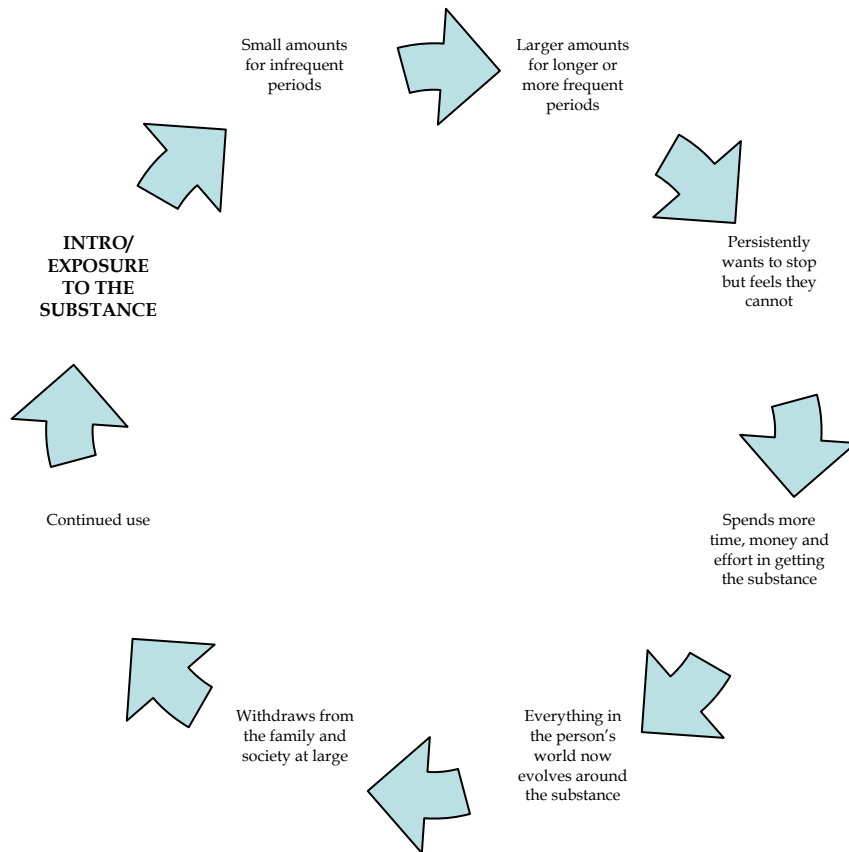 Small amounts
for infrequent
periods
Larger amounts
for longer or
more frequent
periods
Persistently
wants to stop
but feels they
cannot
Spends more
time, money and
effort in getting
the substance
Everything in
the person’s
world now
evolves around
the substance
Withdraws from
the family and
society at large
Continued use
INTRO/
EXPOSURE
TO THE
SUBSTANCE